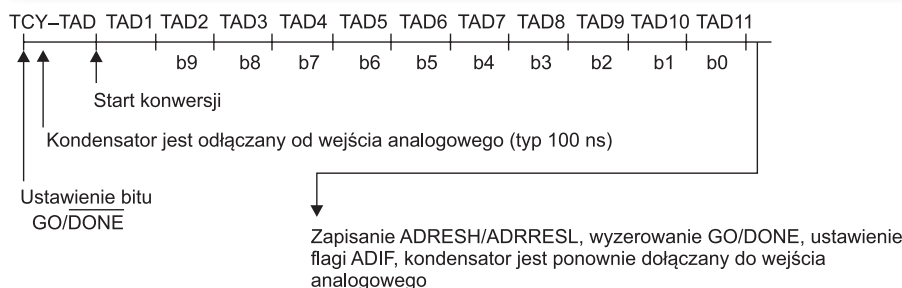 TCY–TAD TAD1 TAD2 TAD3 TAD4 TAD5 TAD6 TAD7 TAD8 TAD9 TAD10 TAD11
b9 b8 b7 b6 b5 b4 b3 b2 b1 b0
Start konwersji
Kondensator jest odłączany od wejścia analogowego (typ 100 ns)
Ustawienie bitu
GO/DONE
Zapisanie ADRESH/ADRRESL, wyzerowanie GO/DONE, ustawienie
flagi ADIF, kondensator jest ponownie dołączany do wejścia
analogowego